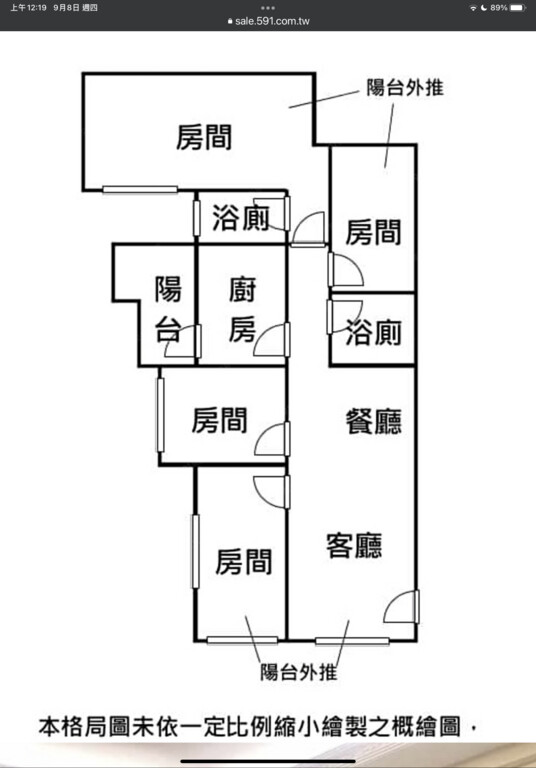 上午12:19 9月8日 週四
89%
sale.591.com.tw
陽台外推
房間
浴廁
房間
陽台
廚房
浴廁
房間
餐廳
客廳
房間
陽台外推
本格局圖未依一定比例縮小繪製之概繪圖，